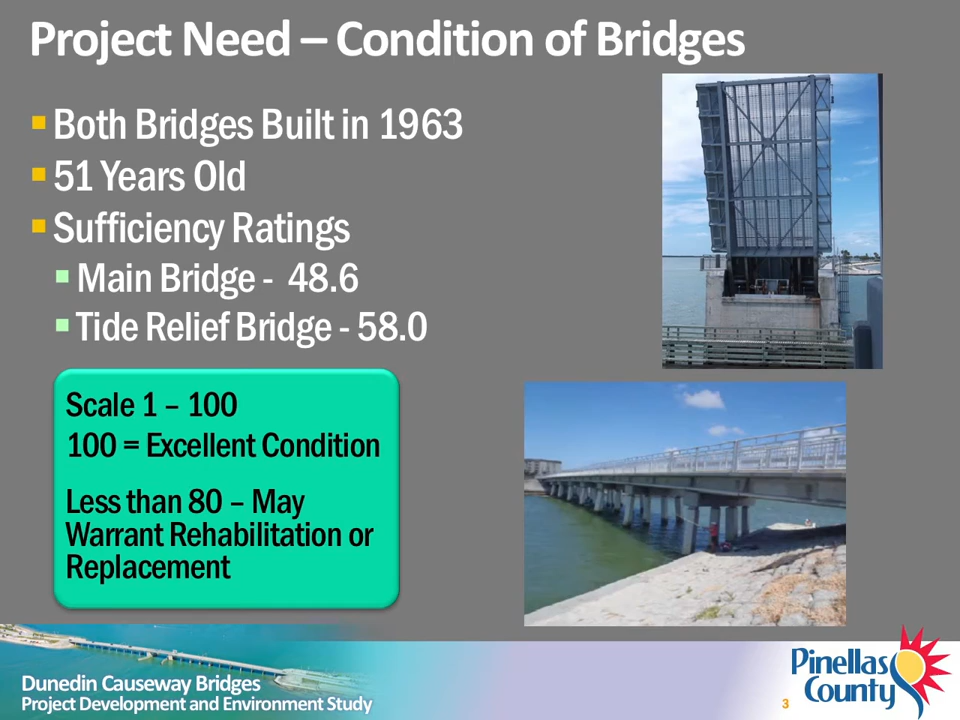 Project Need – Condition of Bridges
Both Bridges Built in 1963
51 Years Old
Sufficiency Ratings
Main Bridge - 48.6
Tide Relief Bridge - 58.0
Scale 1 – 100
100 = Excellent Condition
Less than 80 – May
Warrant Rehabilitation or
Replacement
Dunedin Causeway Bridges
Project Development and Environment Study
3
Pinellas
County